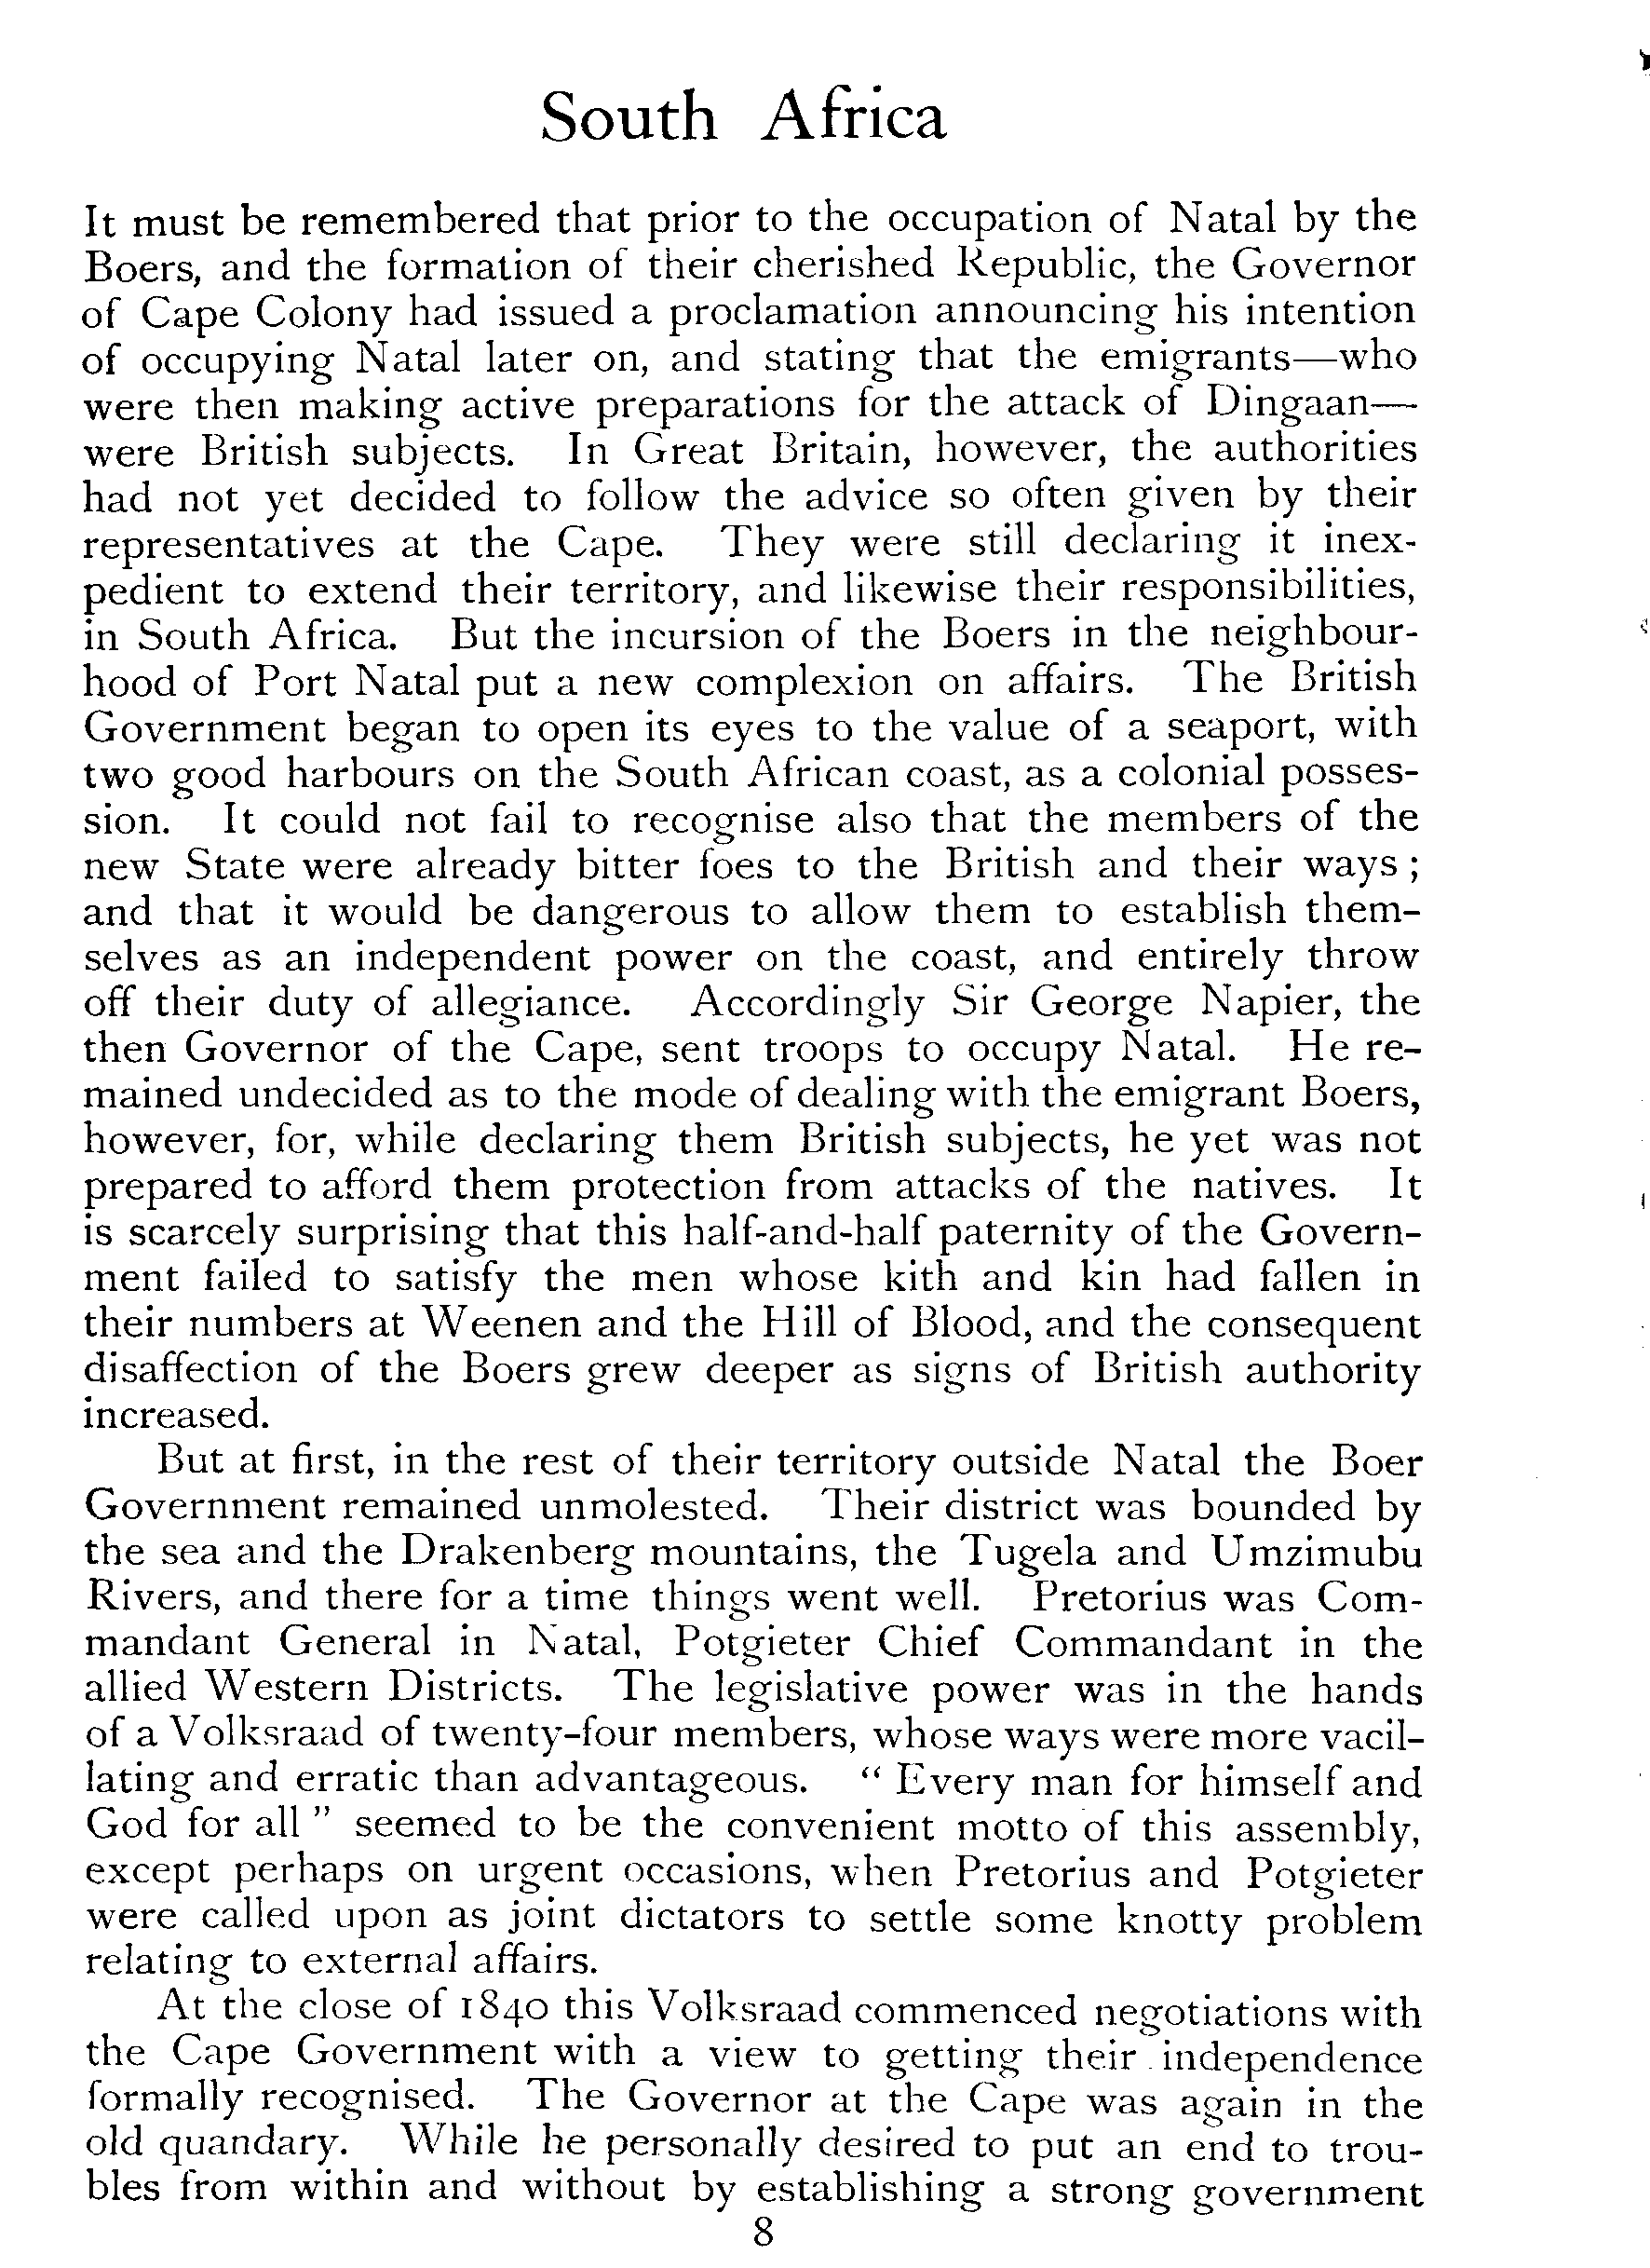 South Africa
It must be remembered that prior to the occupation of Natal by the
Boers, and the formation of their cherished Republic, the Governor
of Cape Colony had issued a proclamation announcing his intention
of occupying Natal later on, and stating that the emigrants—who
were then making active preparations for the attack of Dingaan—
were British subjects. In Great Britain, however, the authorities
had not yet decided to follow the advice so often given by their
representatives at the Cape. They were still declaring it inex-
pedient to extend their territory, and likewise their responsibilities,
in South Africa. But the incursion of the Boers in the neighbour-
hood of Port Natal put a new complexion on affairs. The British
Government began to open its eyes to the value of a seaport, with
two good harbours on the South African coast, as a colonial posses-
sion. It could not fail to recognise also that the members of the
new State were already bitter foes to the British and their ways ;
and that it would be dangerous to allow them to establish them-
selves as an independent power on the coast, and entirely throw
off their duty of allegiance. Accordingly Sir George Napier, the
then Governor of the Cape, sent troops to occupy Natal. He re-
mained undecided as to the mode of dealing with the emigrant Boers,
however, for, while declaring them British subjects, he yet was not
prepared to afford them protection from attacks of the natives. It
is scarcely surprising that this half-and-half paternity of the Govern-
ment failed to satisfy the men whose kith and kin had fallen in
their numbers at Weenen and the Hill of Blood, and the consequent
disaffection of the Boers grew deeper as signs of British authority
increased.
But at first, in the rest of their territory outside Natal the Boer
Government remained unmolested. Their district was bounded by
the sea and the Drakenberg mountains, the Tugela and Umzimubu
Rivers, and there for a time things went well. Pretorius was Com-
mandant General in Natal, Potgieter Chief Commandant in the
allied Western Districts. The legislative power was in the hands
of a Volksraad of twenty-four members, whose ways were more vacil-
lating and erratic than advantageous. “ Every man for himself and
God for all ” seemed to be the convenient motto of this assembly,
except perhaps on urgent occasions, when Pretorius and Potgieter
were called upon as joint dictators to settle some knotty problem
relating to external affairs.
At the close of 1840 this Volksraad commenced negotiations with
the Cape Government with a view to getting their independence
formally recognised. The Governor at the Cape was again in the
old quandary. While he personally desired to put an end to trou-
bles from within and without by establishing a strong government
8